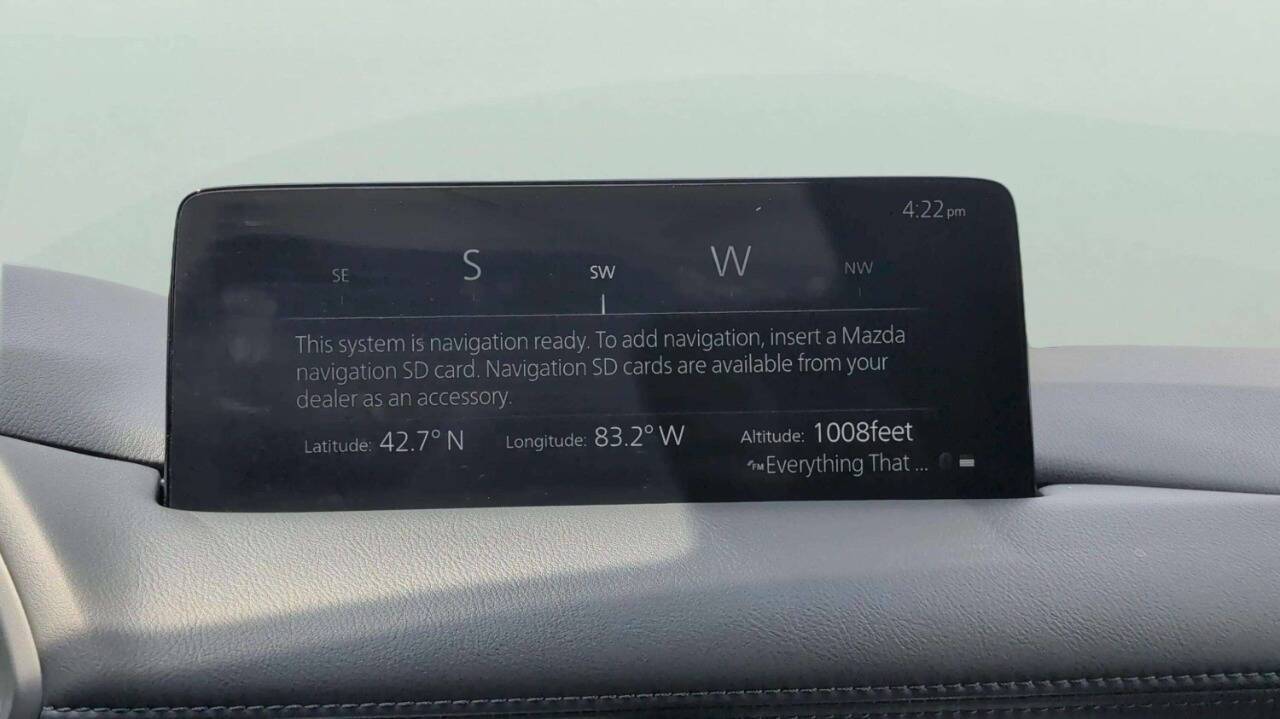 4:22 pm
SE S SW W NW
This system is navigation ready. To add navigation, insert a Mazda
navigation SD card. Navigation SD cards are available from your
dealer as an accessory.
Latitude: 42.7° N Longitude: 83.2° W Altitude: 1008feet
FM Everything That ...